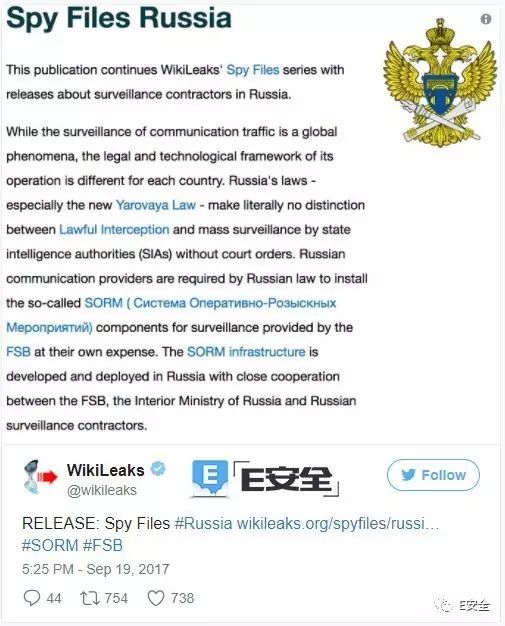 Spy Files Russia
This publication continues WikiLeaks' Spy Files series with
releases about surveillance contractors in Russia.
While the surveillance of communication traffic is a global
phenomena, the legal and technological framework of its
operation is different for each country. Russia's laws -
especially the new Yarovaya Law - make literally no distinction
between Lawful Interception and mass surveillance by state
intelligence authorities (SIAs) without court orders. Russian
communication providers are required by Russian law to install
the so-called SORM ( Система Оперативно-Розыскных
Мероприятий) components for surveillance provided by the
FSB at their own expense. The SORM infrastructure is
developed and deployed in Russia with close cooperation
between the FSB, the Interior Ministry of Russia and Russian
surveillance contractors.
WikiLeaks
@wikileaks
E安全
Follow
RELEASE: Spy Files #Russia wikileaks.org/spyfiles/russi…
#SORM #FSB
5:25 PM - Sep 19, 2017
44 754 738
E安全